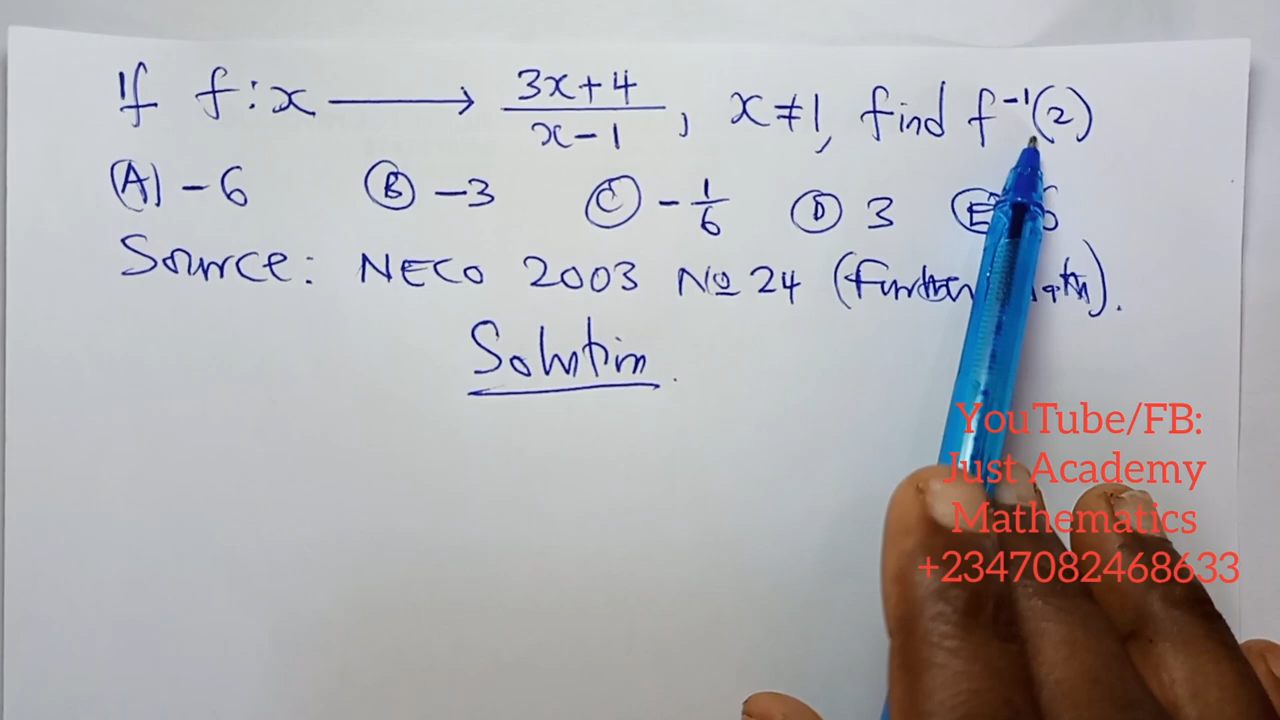 If f : x ⟶ (3x+4)/(x-1), x ≠ 1, find f⁻¹(2)
(A) -6 (B) -3 (C) -1/6 (D) 3 (E)
Source: NECO 2003 No 24 (Further
Solution.
YouTube/FB:
Just Academy
Mathematics
+2347082468633